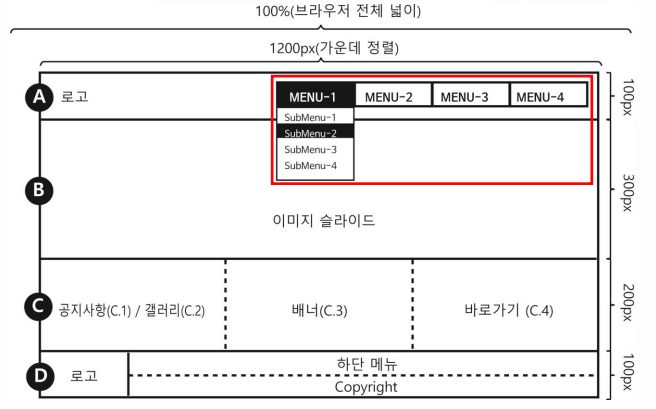 100%(브라우저 전체 넓이)
1200px(가운데 정렬)
A 로고 MENU-1 MENU-2 MENU-3 MENU-4 100px
SubMenu-1
SubMenu-2
SubMenu-3
SubMenu-4
B 300px
이미지 슬라이드
C 공지사항(C.1) / 갤러리(C.2) 배너(C.3) 바로가기 (C.4) 200px
D 로고 하단 메뉴 100px
Copyright